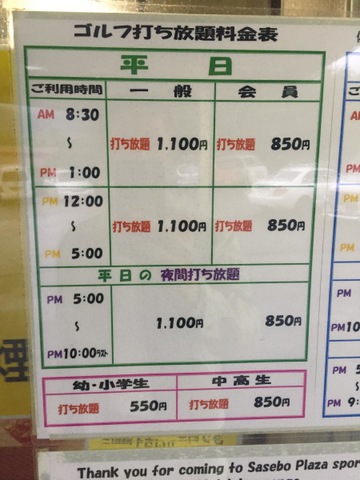 ゴルフ打ち放題料金表
平 日
ご利用時間 一般 会員
AM 8:30
~
PM 1:00
打ち放題 1.100円 打ち放題 850円
PM 12:00
~
PM 5:00
打ち放題 1.100円 打ち放題 850円
平日の 夜間打ち放題
PM 5:00
~
PM 10:00ラスト
1.100円 850円
幼・小学生 中高生
打ち放題 550円 打ち放題 850円
Thank you for coming to Sasebo Plaza spor